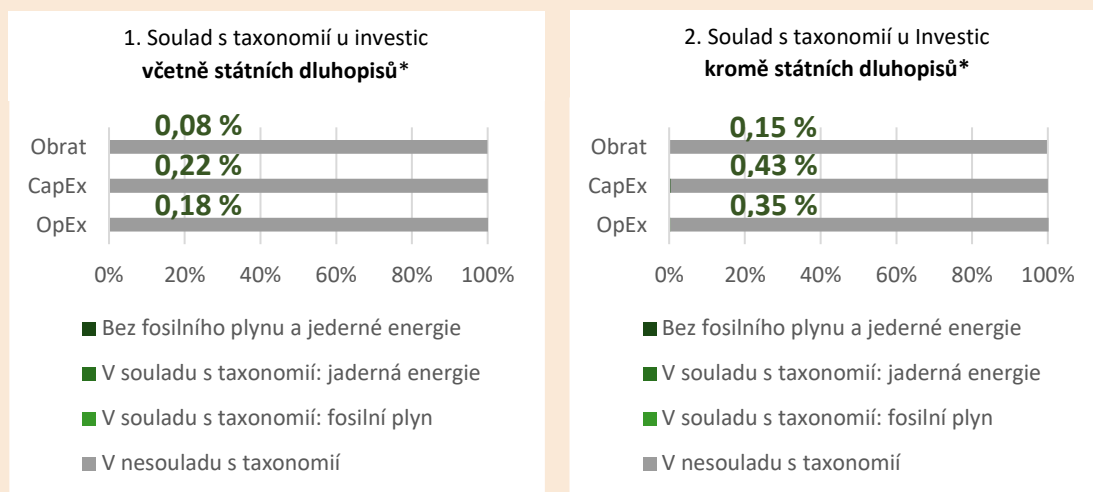 1. Soulad s taxonomií u investic
včetně státních dluhopisů*
0,08 %
Obrat
0,22 %
CapEx
0,18 %
OpEx
0% 20% 40% 60% 80% 100%
Bez fosilního plynu a jederné energie
V souladu s taxonomií: jaderná energie
V souladu s taxonomií: fosilní plyn
V nesouladu s taxonomií
2. Soulad s taxonomií u Investic
kromě státních dluhopisů*
0,15 %
Obrat
0,43 %
CapEx
0,35 %
OpEx
0% 20% 40% 60% 80% 100%
Bez fosilního plynu a jederné energie
V souladu s taxonomií: jaderná energie
V souladu s taxonomií: fosilní plyn
V nesouladu s taxonomií